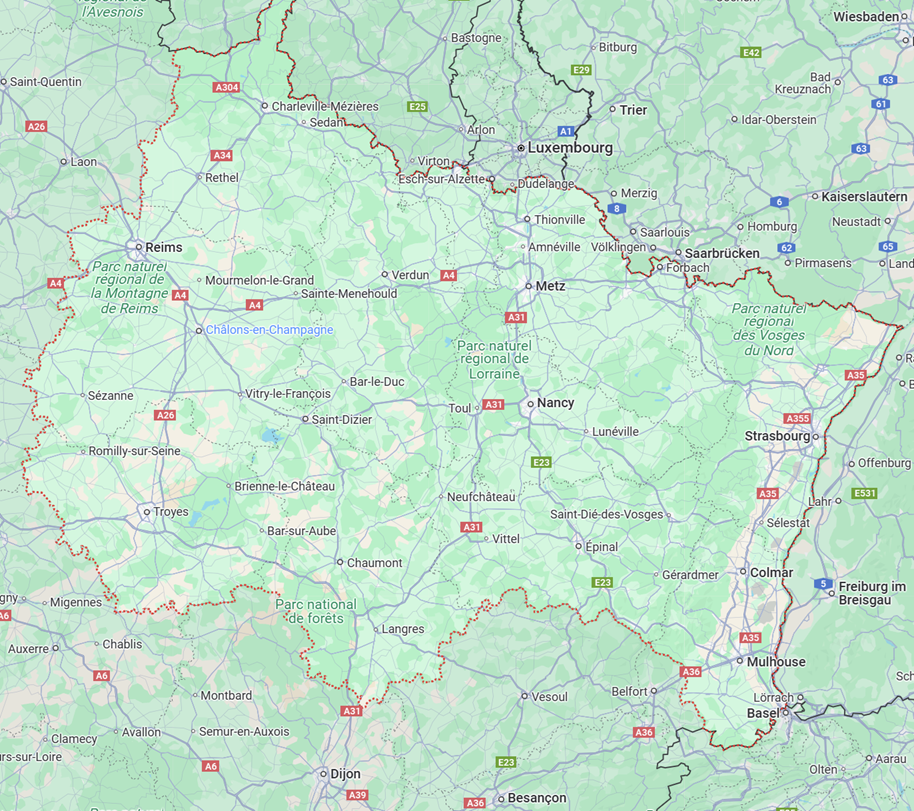 l'Avesnois
Bastogne
Wiesbaden
Bitburg
E42
Saint-Quentin
E29
Bad
Kreuznach
63
A304
61
Charleville-Mézières
E25
Trier
Sedan
Idar-Oberstein
A26
Arlon
A1
Luxembourg
63
Laon
A34
Virton
Rethel
Esch-sur-Alzette
Dudelange
Merzig
Kaiserslautern
6
8
Thionville
Neustadt
Saarlouis
Homburg
Reims
Amnéville
Völklingen
62
65
Saarbrücken
Pirmasens
Land
Forbach
Parc naturel
régional de
la Montagne
de Reims
Verdun
A4
Mourmelon-le-Grand
A4
Metz
A4
Sainte-Menehould
A4
Parc naturel
régional
des Vosges
du Nord
A31
Châlons-en-Champagne
Parc naturel
régional de
Lorraine
A35
Bar-le-Duc
Sézanne
Vitry-le-François
Nancy
Toul
A31
A26
Saint-Dizier
A355
Lunéville
Strasbourg
Romilly-sur-Seine
E23
Offenburg
Brienne-le-Château
Neufchâteau
A35
E531
Lahr
Troyes
Saint-Dié-des-Vosges
Sélestat
Bar-sur-Aube
A31
Vittel
Épinal
Chaumont
Colmar
Gérardmer
E23
5
Freiburg im
Breisgau
Migennes
Parc national
de forêts
A6
Langres
A35
Chablis
Auxerre
Mulhouse
A6
A36
Montbard
Vesoul
Belfort
Lörrach
A31
Basel
Avallon
Semur-en-Auxois
A36
Clamecy
A6
E23
Aarau
Olten
Dijon
A39
Besançon
A36